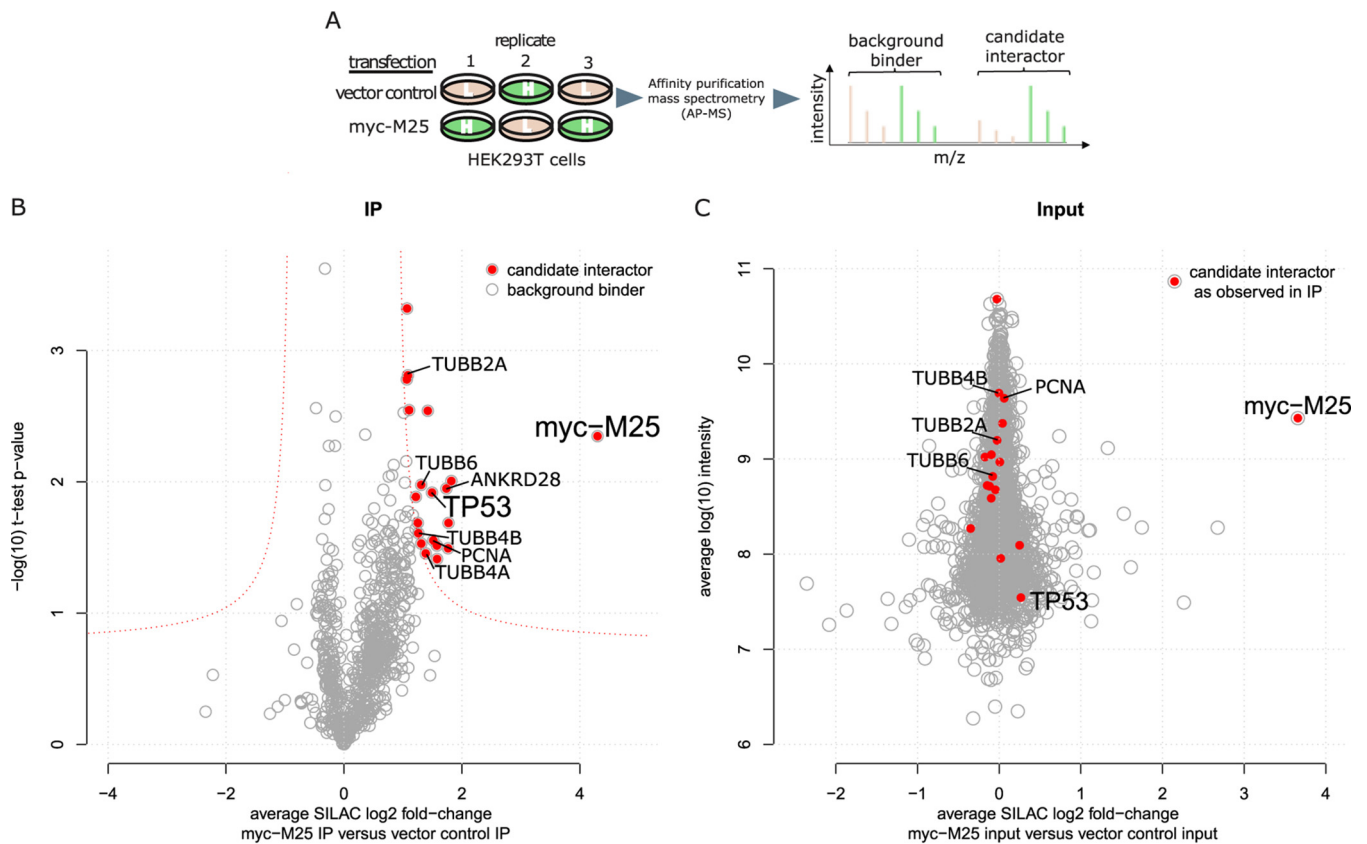 A
replicate
transfection
1 2 3
vector control
L H L
myc-M25
H L H
HEK293T cells
Affinity purification
mass spectrometry
(AP-MS)
background
binder
candidate
interactor
intensity
m/z
B
IP
candidate interactor
background binder
TUBB2A
myc−M25
TUBB6
ANKRD28
TP53
TUBB4B
PCNA
TUBB4A
−log(10) t−test p−value
0
1
2
3
−4 −2 0 2 4
average SILAC log2 fold−change
myc−M25 IP versus vector control IP
C
Input
candidate interactor
as observed in IP
TUBB4B
PCNA
myc−M25
TUBB2A
TUBB6
TP53
average log(10) intensity
6
7
8
9
10
11
−2 −1 0 1 2 3 4
average SILAC log2 fold−change
myc−M25 input versus vector control input